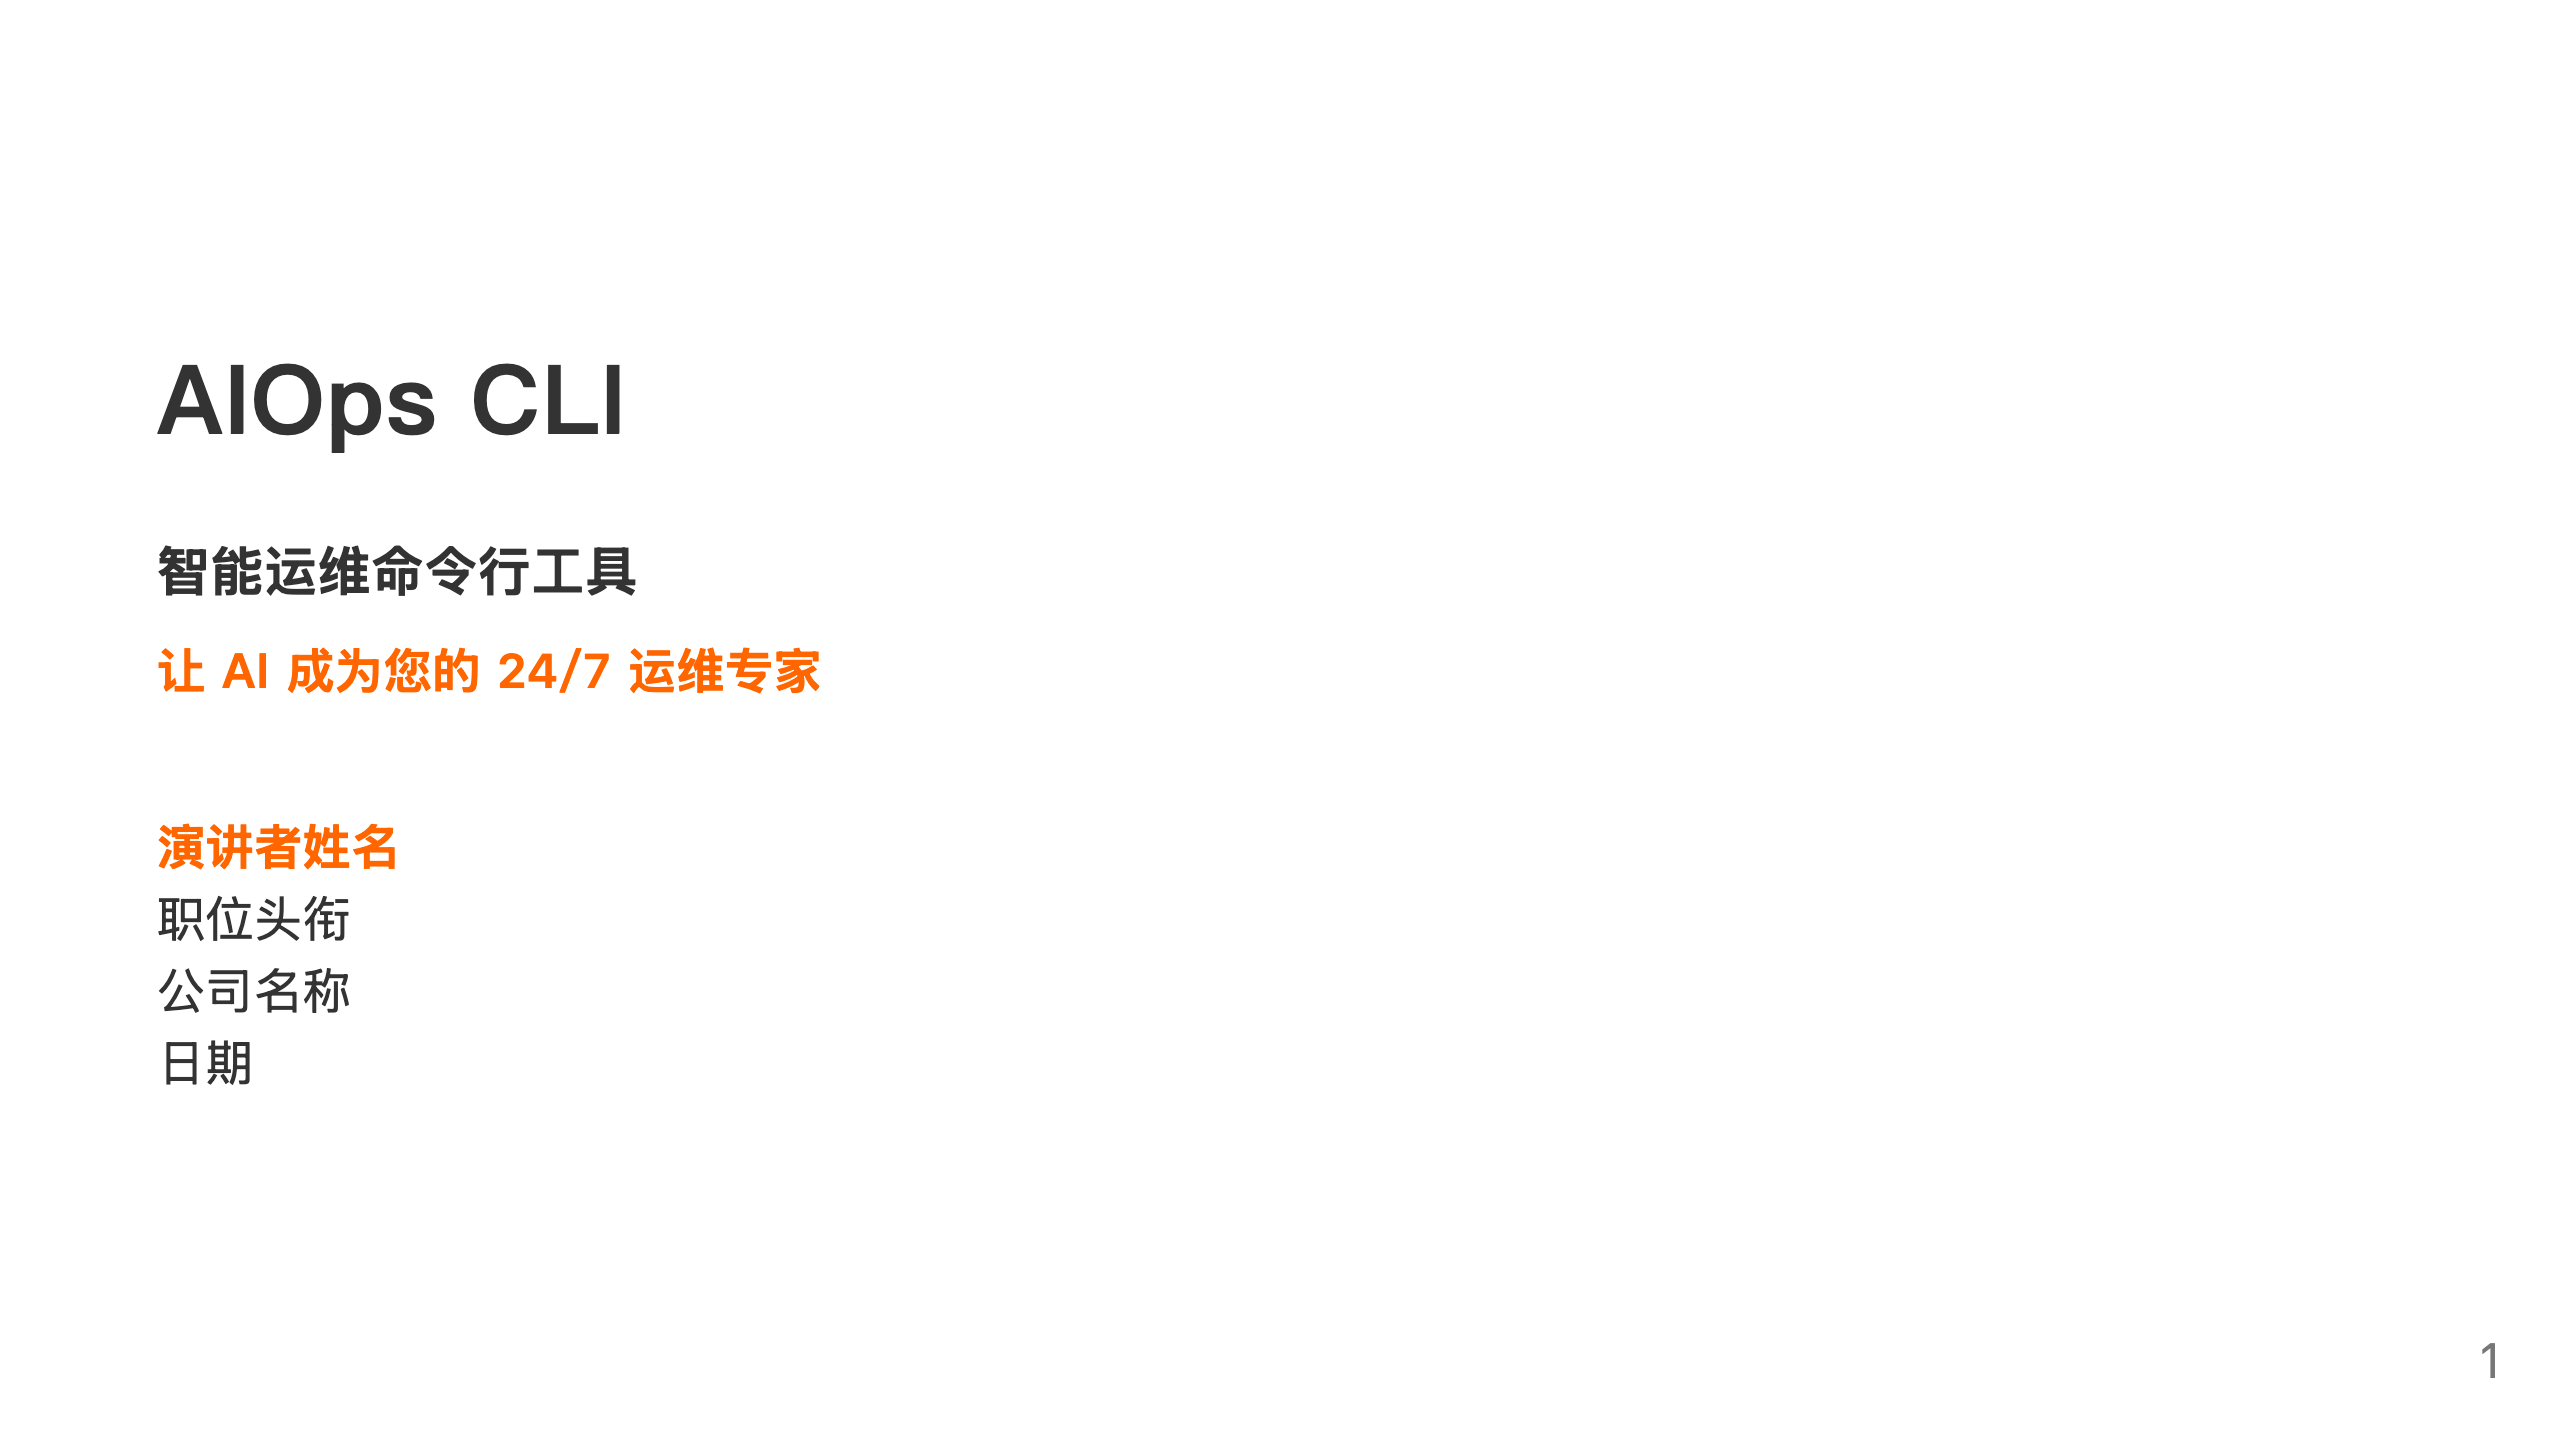 AIOps CLI
智能运维命令行工具
让 AI 成为您的 24/7 运维专家
演讲者姓名
职位头衔
公司名称
日期
1